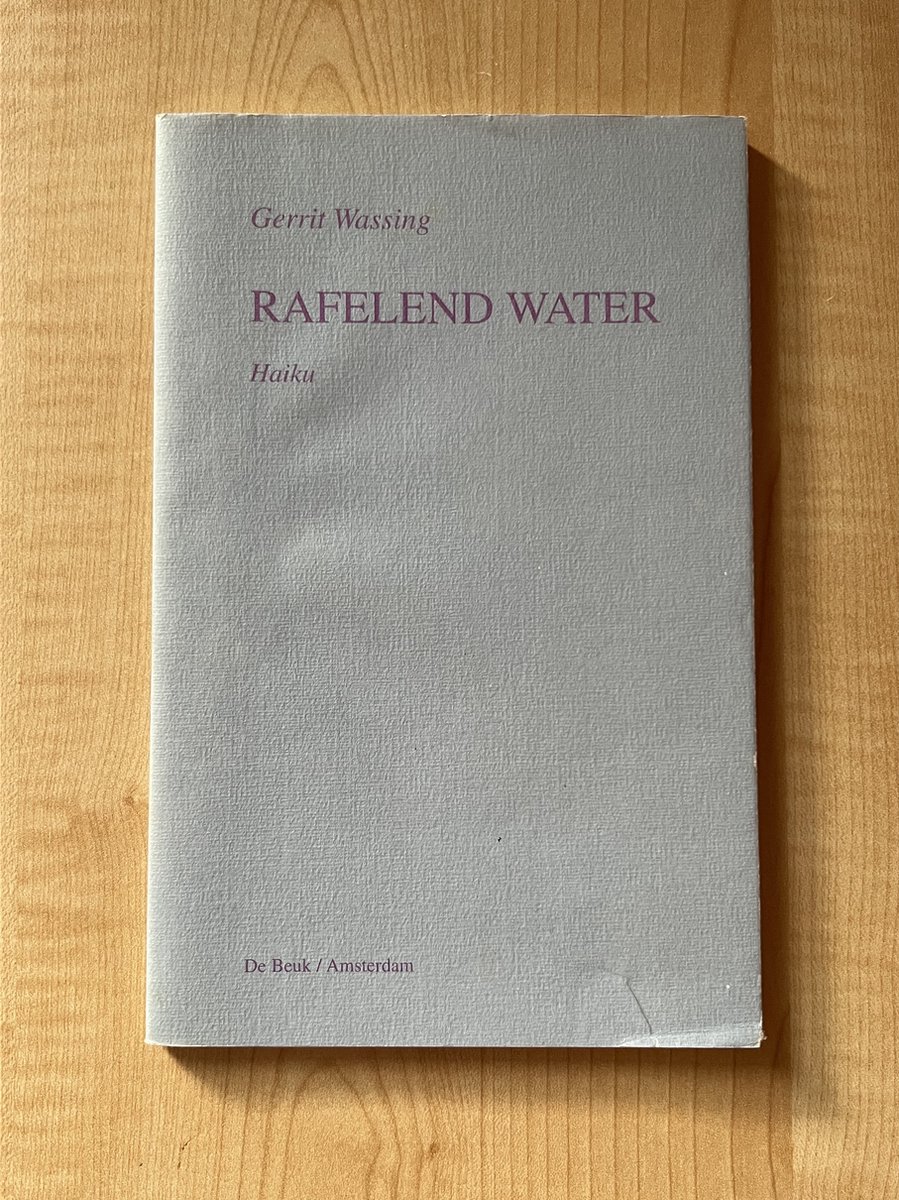 Gerrit Wassing
RAFELEND WATER
Haiku
De Beuk / Amsterdam